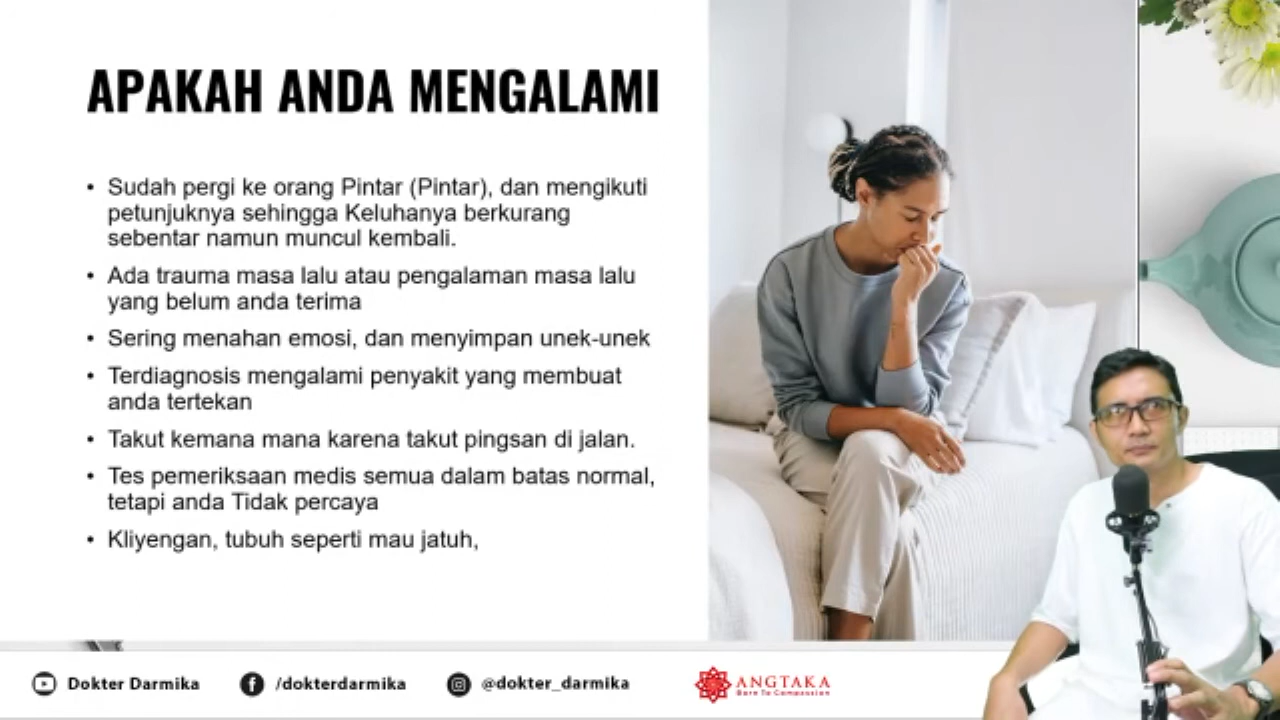 APAKAH ANDA MENGALAMI
• Sudah pergi ke orang Pintar (Pintar), dan mengikuti
petunjuknya sehingga Keluhanya berkurang
sebentar namun muncul kembali.
• Ada trauma masa lalu atau pengalaman masa lalu
yang belum anda terima
• Sering menahan emosi, dan menyimpan unek-unek
• Terdiagnosis mengalami penyakit yang membuat
anda tertekan
• Takut kemana mana karena takut pingsan di jalan.
• Tes pemeriksaan medis semua dalam batas normal,
tetapi anda Tidak percaya
• Kliyengan, tubuh seperti mau jatuh,
Dokter Darmika
/dokterdarmika
@dokter_darmika
ANGTAKA
Born To Compassion